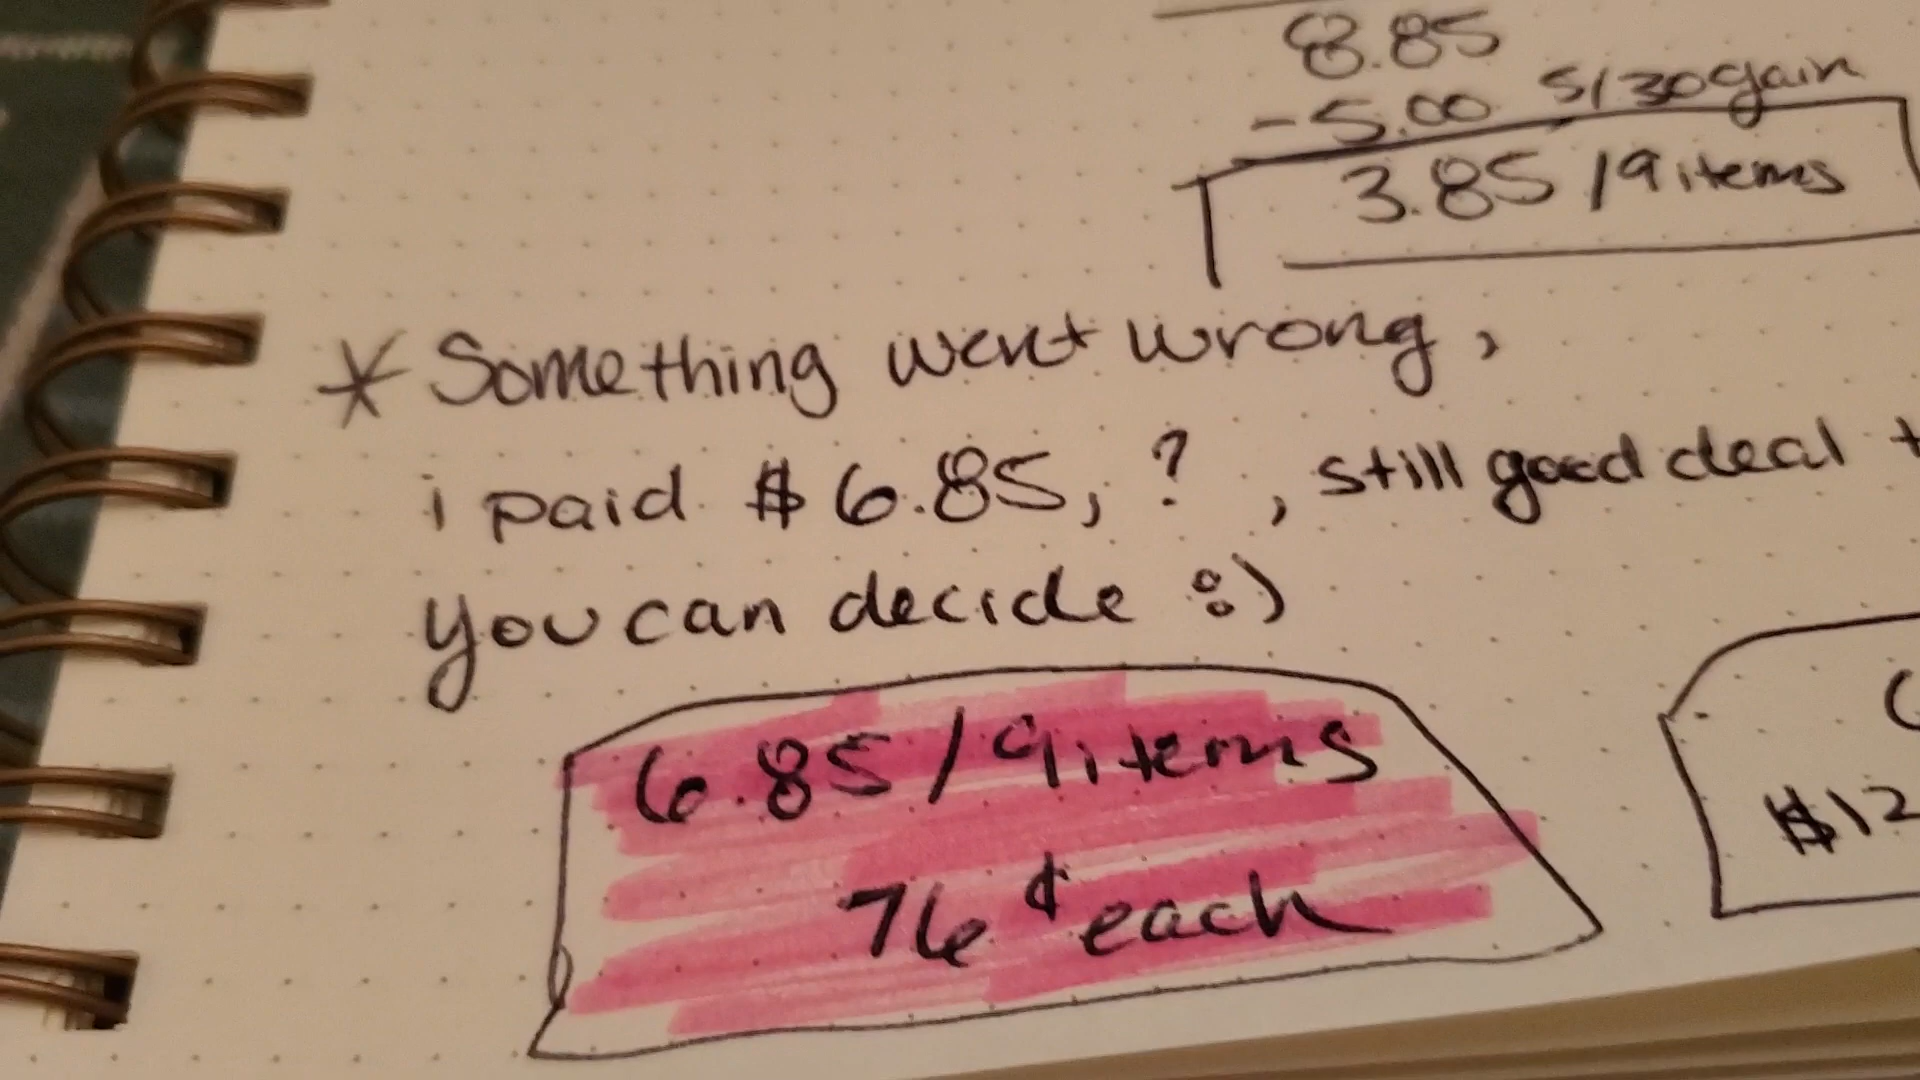 8.85
-5.00 5/30 gain
3.85 / 9 items
* Something went wrong,
i paid $6.85, ? , still good deal
you can decide :)
6.85 / 9 items
$12
76¢ each